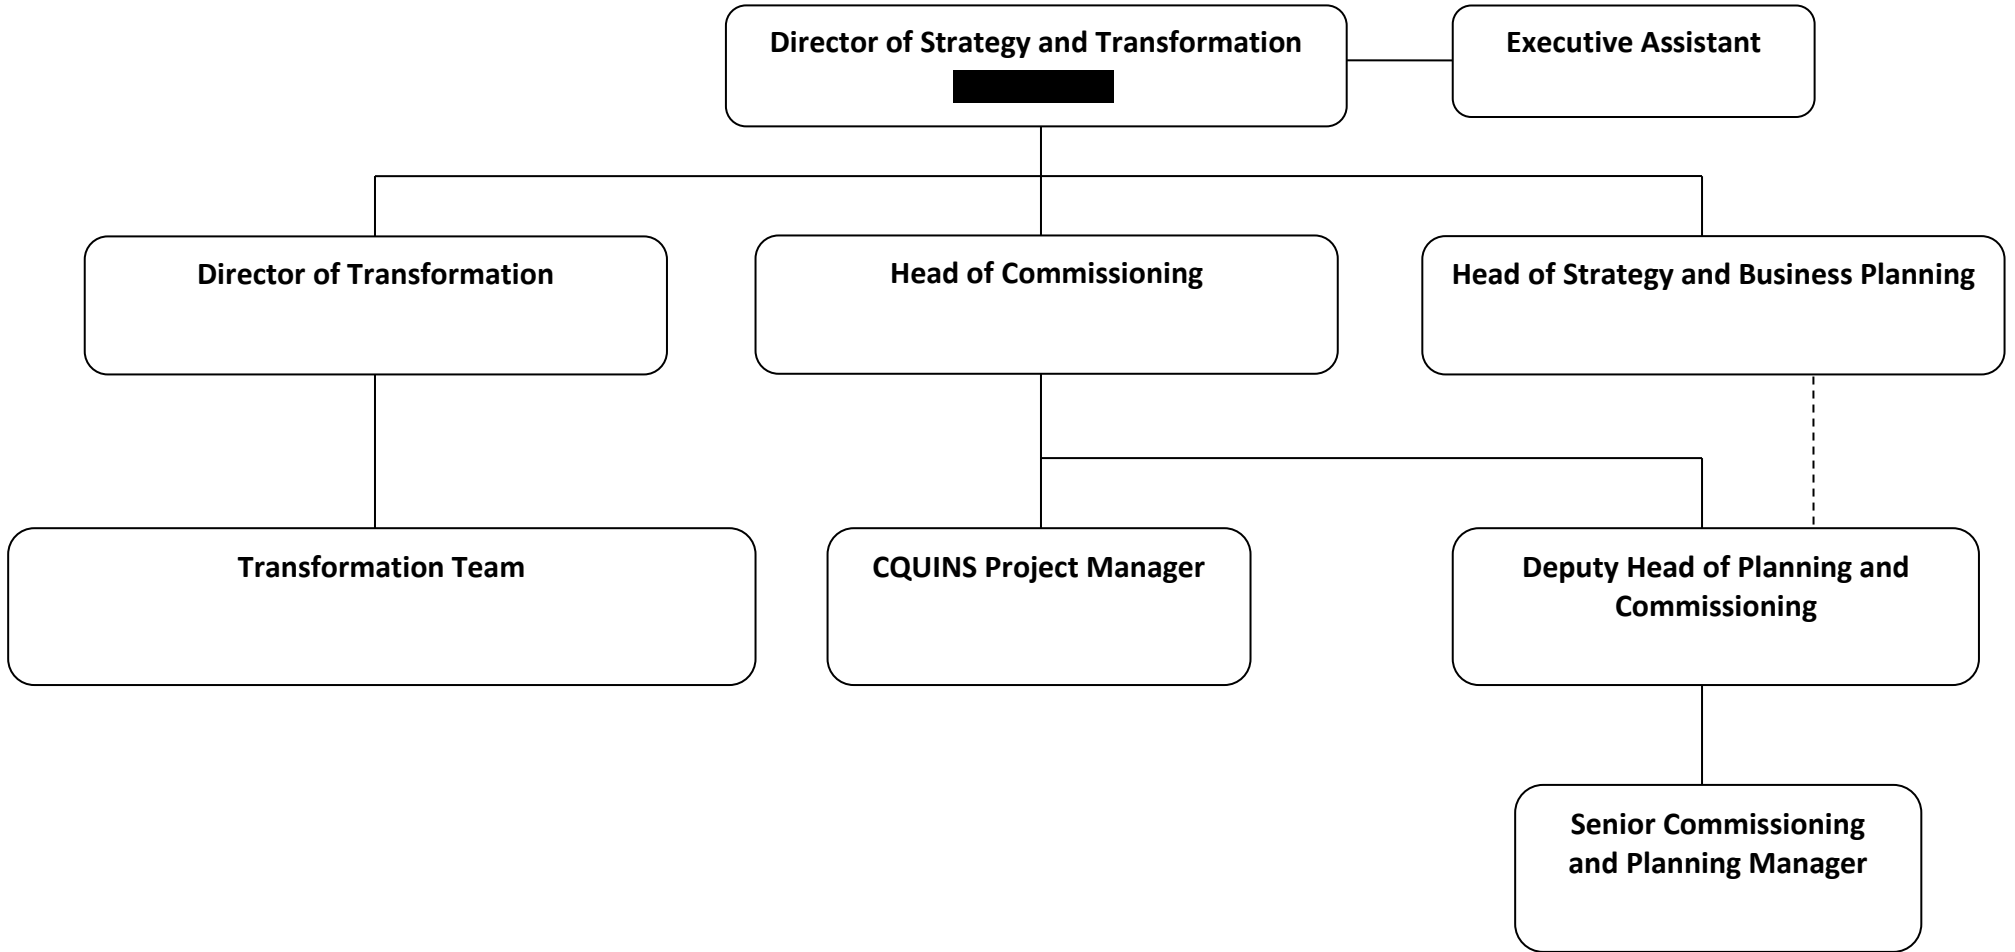 Director of Strategy and Transformation
Executive Assistant
Director of Transformation
Head of Commissioning
Head of Strategy and Business Planning
Transformation Team
CQUINS Project Manager
Deputy Head of Planning and
Commissioning
Senior Commissioning
and Planning Manager